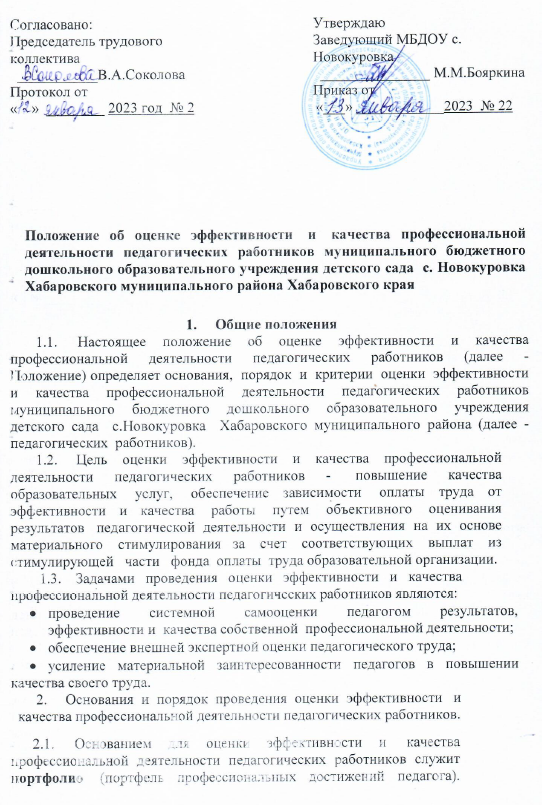 Согласовано:
Председатель трудового
коллектива
В.А.Соколова
Протокол от
«12» января 2023 год № 2
Утверждаю
Заведующий МБДОУ с.
Новокуровка
М.М.Бояркина
Приказ от
«13» января 2023 № 22
Положение об оценке эффективности и качества профессиональной
деятельности педагогических работников муниципального бюджетного
дошкольного образовательного учреждения детского сада с. Новокуровка
Хабаровского муниципального района Хабаровского края
1. Общие положения
1.1. Настоящее положение об оценке эффективности и качества
профессиональной деятельности педагогических работников (далее -
Положение) определяет основания, порядок и критерии оценки эффективности
и качества профессиональной деятельности педагогических работников
муниципального бюджетного дошкольного образовательного учреждения
детского сада с.Новокуровка Хабаровского муниципального района (далее -
педагогических работников).
1.2. Цель оценки эффективности и качества профессиональной
деятельности педагогических работников - повышение качества
образовательных услуг, обеспечение зависимости оплаты труда от
эффективности и качества работы путем объективного оценивания
результатов педагогической деятельности и осуществления на их основе
материального стимулирования за счет соответствующих выплат из
стимулирующей части фонда оплаты труда образовательной организации.
1.3. Задачами проведения оценки эффективности и качества
профессиональной деятельности педагогических работников являются:
• проведение системной самооценки педагогом результатов,
эффективности и качества собственной профессиональной деятельности;
• обеспечение внешней экспертной оценки педагогического труда;
• усиление материальной заинтересованности педагогов в повышении
качества своего труда.
2. Основания и порядок проведения оценки эффективности и
качества профессиональной деятельности педагогических работников.
2.1. Основанием для оценки эффективности и качества
профессиональной деятельности педагогических работников служит
портфолио (портфель профессиональных достижений педагога).